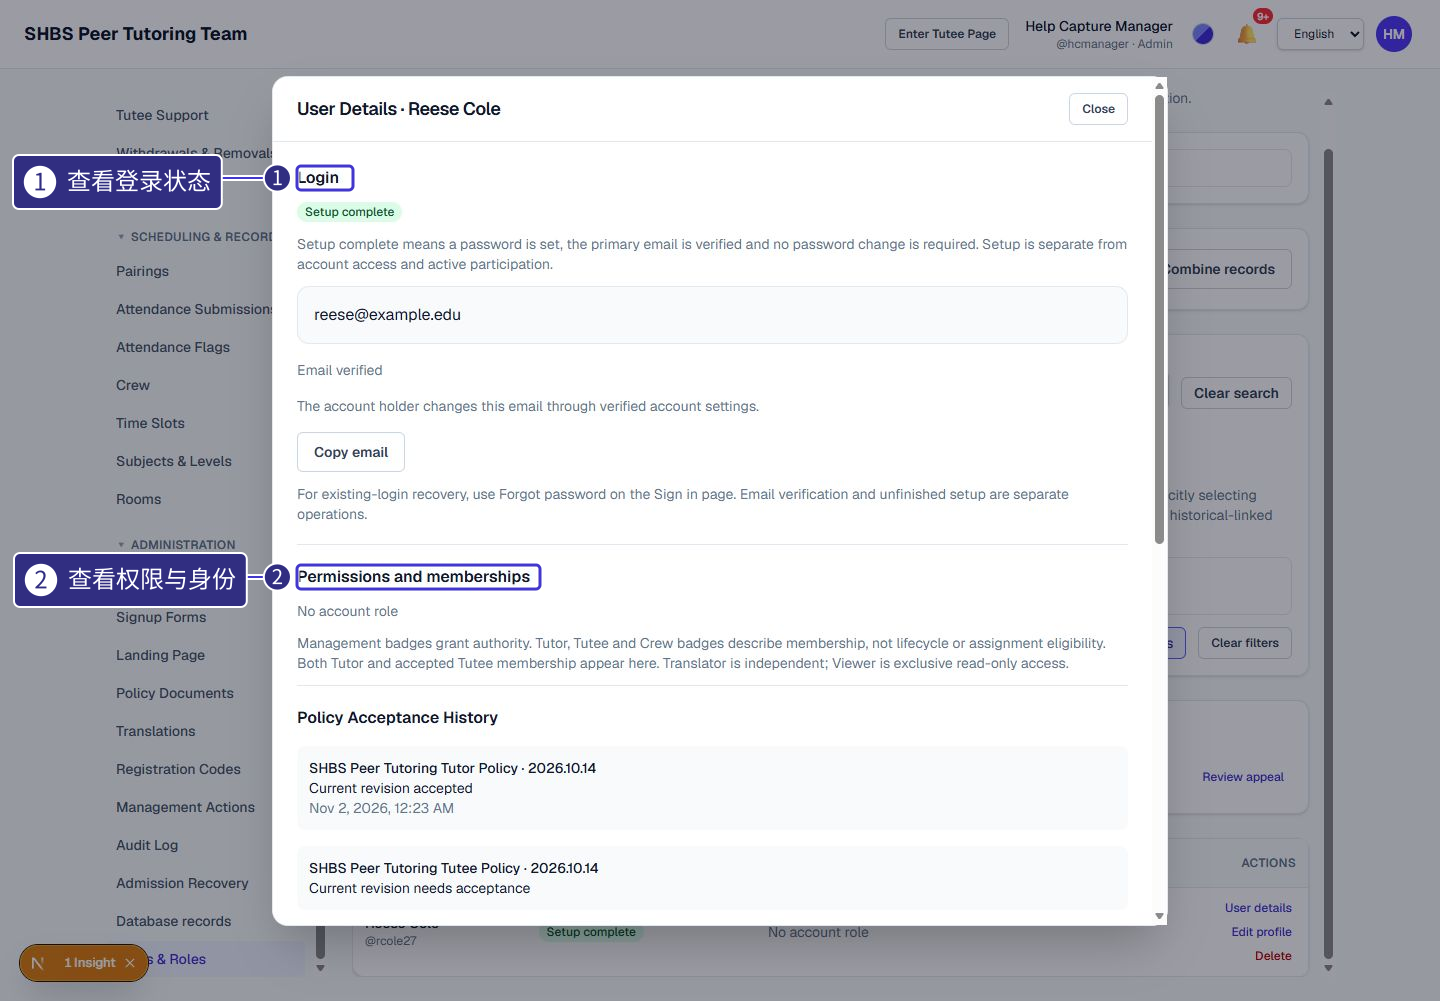 SHBS Peer Tutoring Team
Enter Tutee Page
Help Capture Manager
@hcmanager · Admin
9+
English
HM
Tutee Support
Withdrawals & Removals
SCHEDULING & RECORD
Pairings
Attendance Submissions
Attendance Flags
Crew
Time Slots
Subjects & Levels
Rooms
ADMINISTRATION
Signup Forms
Landing Page
Policy Documents
Translations
Registration Codes
Management Actions
Audit Log
Admission Recovery
Database records
s & Roles
N 1 Insight ×
1 查看登录状态
2 查看权限与身份
User Details · Reese Cole
Close
1 Login
Setup complete
Setup complete means a password is set, the primary email is verified and no password change is required. Setup is separate from
account access and active participation.
reese@example.edu
Email verified
The account holder changes this email through verified account settings.
Copy email
For existing-login recovery, use Forgot password on the Sign in page. Email verification and unfinished setup are separate
operations.
2 Permissions and memberships
No account role
Management badges grant authority. Tutor, Tutee and Crew badges describe membership, not lifecycle or assignment eligibility.
Both Tutor and accepted Tutee membership appear here. Translator is independent; Viewer is exclusive read-only access.
Policy Acceptance History
SHBS Peer Tutoring Tutor Policy · 2026.10.14
Current revision accepted
Nov 2, 2026, 12:23 AM
SHBS Peer Tutoring Tutee Policy · 2026.10.14
Current revision needs acceptance
tion.
Combine records
Clear search
citly selecting
historical-linked
s
Clear filters
Review appeal
ACTIONS
Reese Cole
@rcole27
Setup complete
No account role
User details
Edit profile
Delete